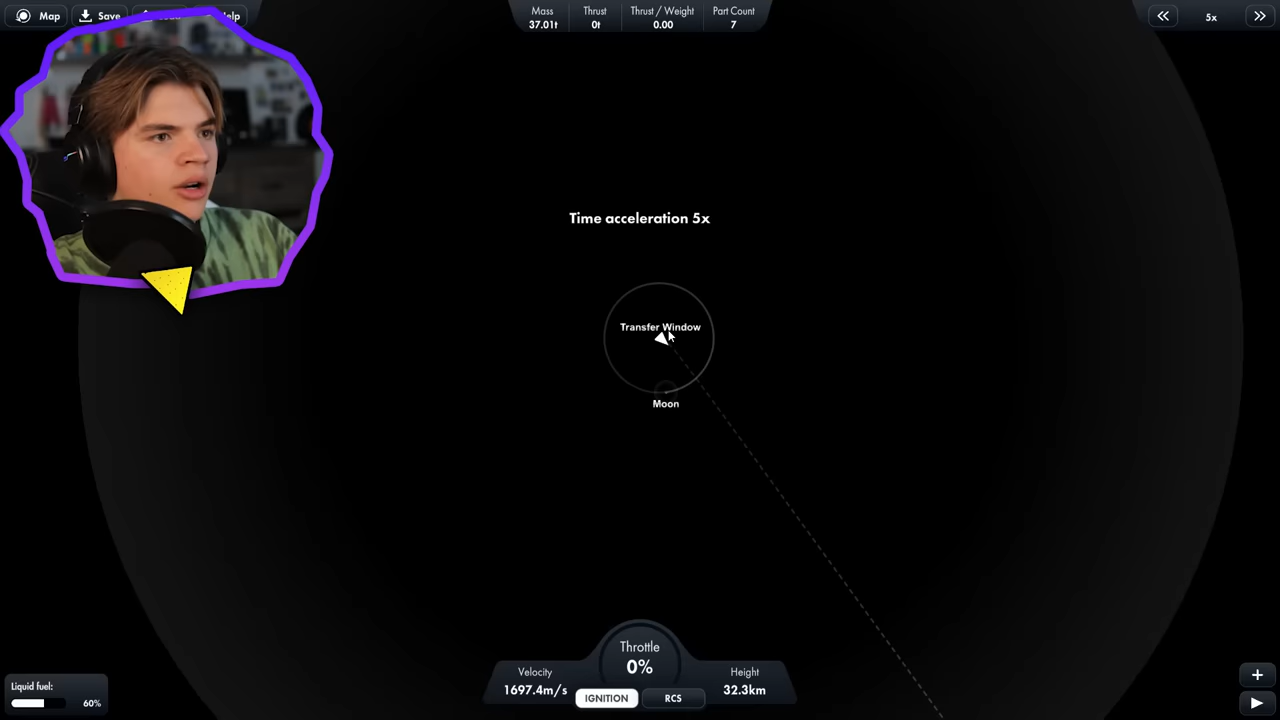 Map
Save
Help
Mass
37.01t
Thrust
0t
Thrust / Weight
0.00
Part Count
7
5x
Time acceleration 5x
Transfer Window
Moon
Throttle
0%
Velocity
1697.4m/s
Height
32.3km
IGNITION
RCS
Liquid fuel:
60%